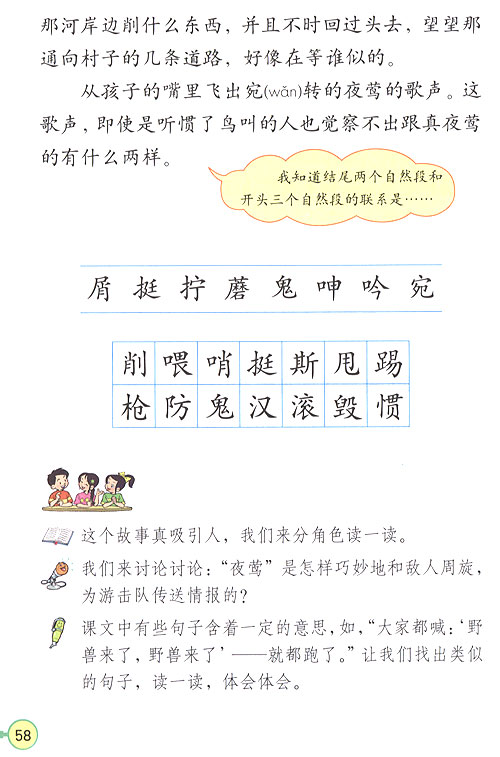 那河岸边削什么东西，并且不时回过头去，望望那
通向村子的几条道路，好像在等谁似的。
从孩子的嘴里飞出宛(wǎn)转的夜莺的歌声。这
歌声，即使是听惯了鸟叫的人也觉察不出跟真夜莺
的有什么两样。
我知道结尾两个自然段和
开头三个自然段的联系是……
屑 挺 拧 蘑 鬼 呻 吟 宛
削 喂 哨 挺 斯 甩 踢
枪 防 鬼 汉 滚 毁 惯
这个故事真吸引人，我们来分角色读一读。
我们来讨论讨论：“夜莺”是怎样巧妙地和敌人周旋，
为游击队传送情报的？
课文中有些句子含着一定的意思，如，“大家都喊：‘野
兽来了，野兽来了’——就都跑了。”让我们找出类似
的句子，读一读，体会体会。
58